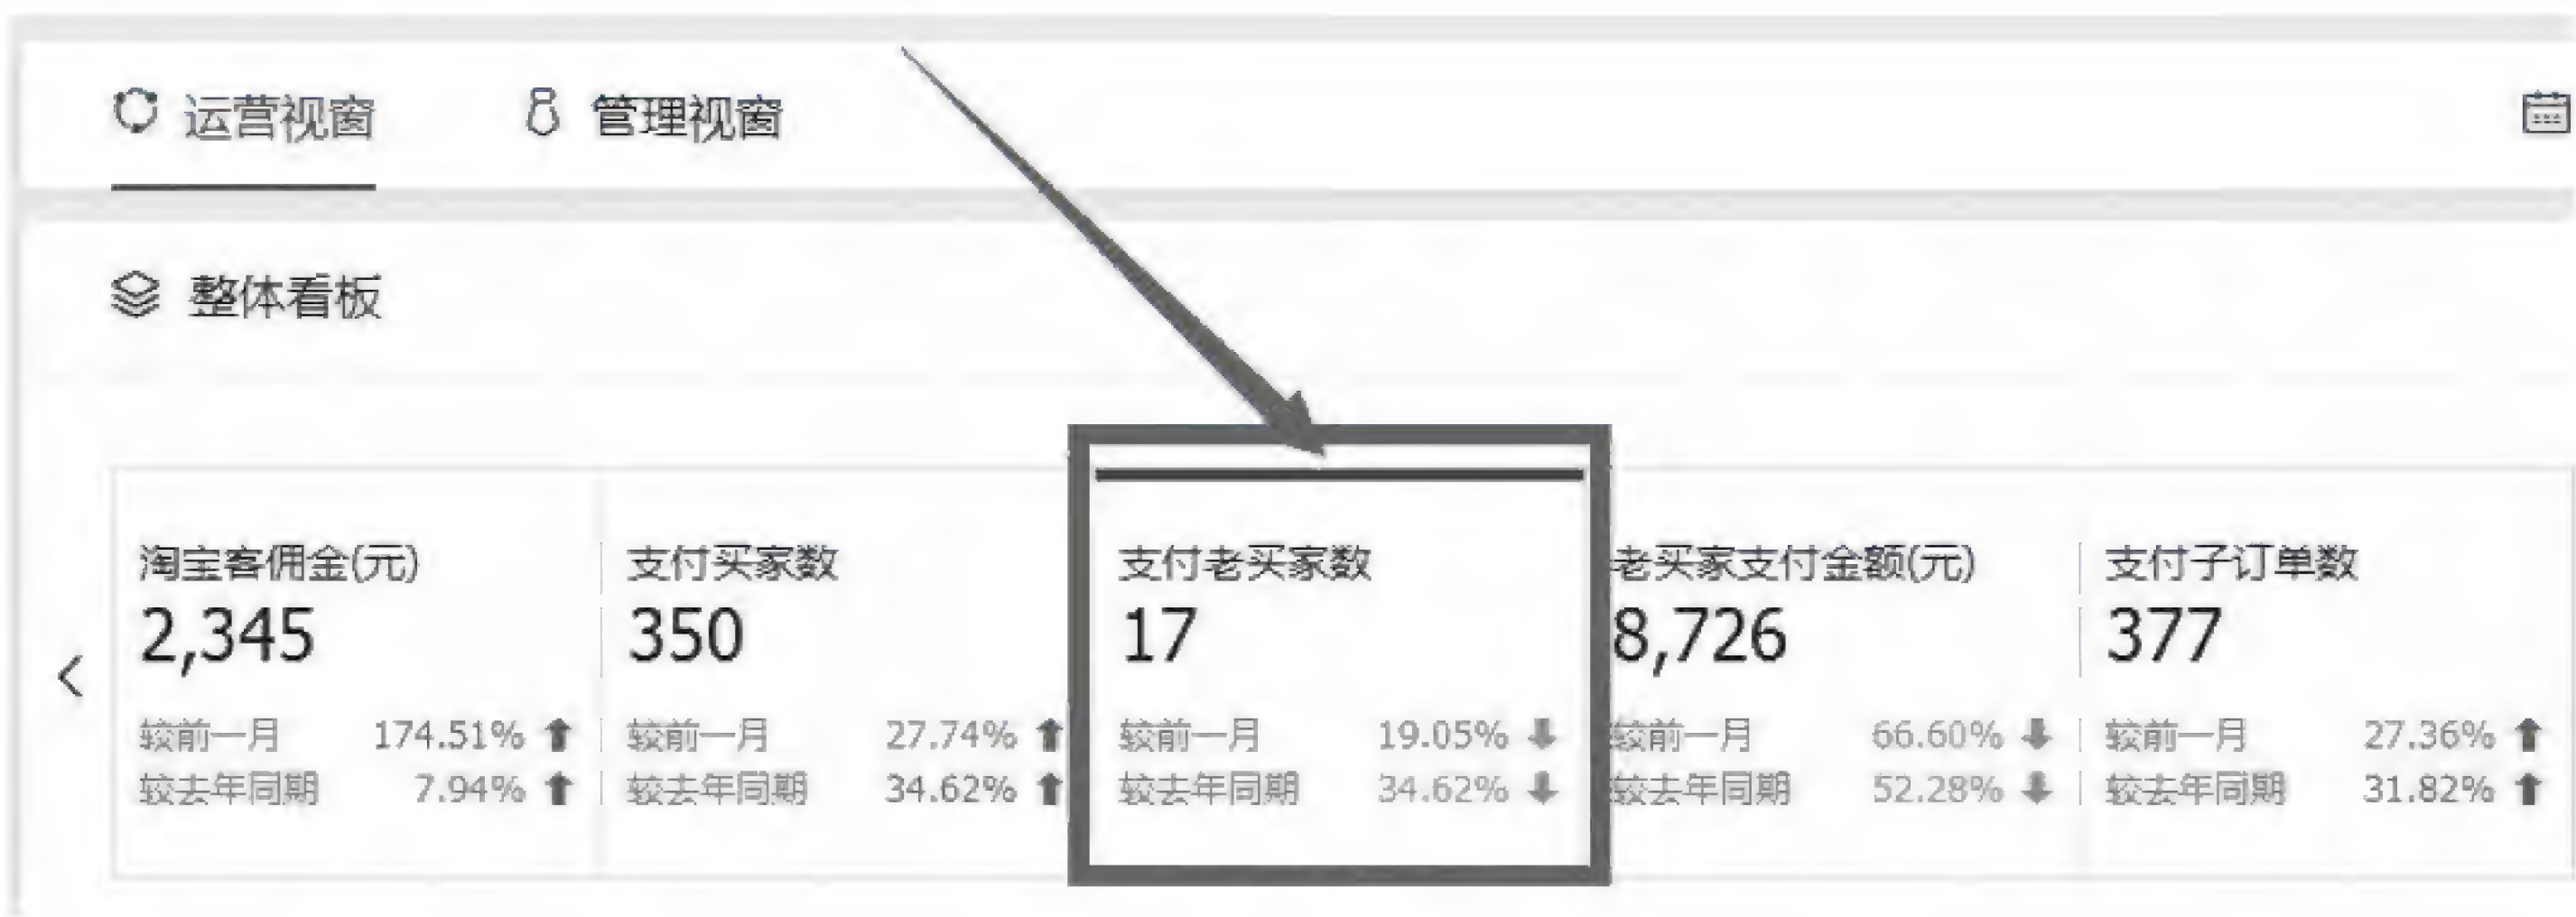 运营视窗 管理视窗
整体看板
淘宝客佣金(元) 支付买家数 支付老买家数 老买家支付金额(元) 支付子订单数
2,345 350 17 8,726 377
较前一月 174.51% 较前一月 27.74% 较前一月 19.05% 较前一月 66.60% 较前一月 27.36%
较去年同期 7.94% 较去年同期 34.62% 较去年同期 34.62% 较去年同期 52.28% 较去年同期 31.82%